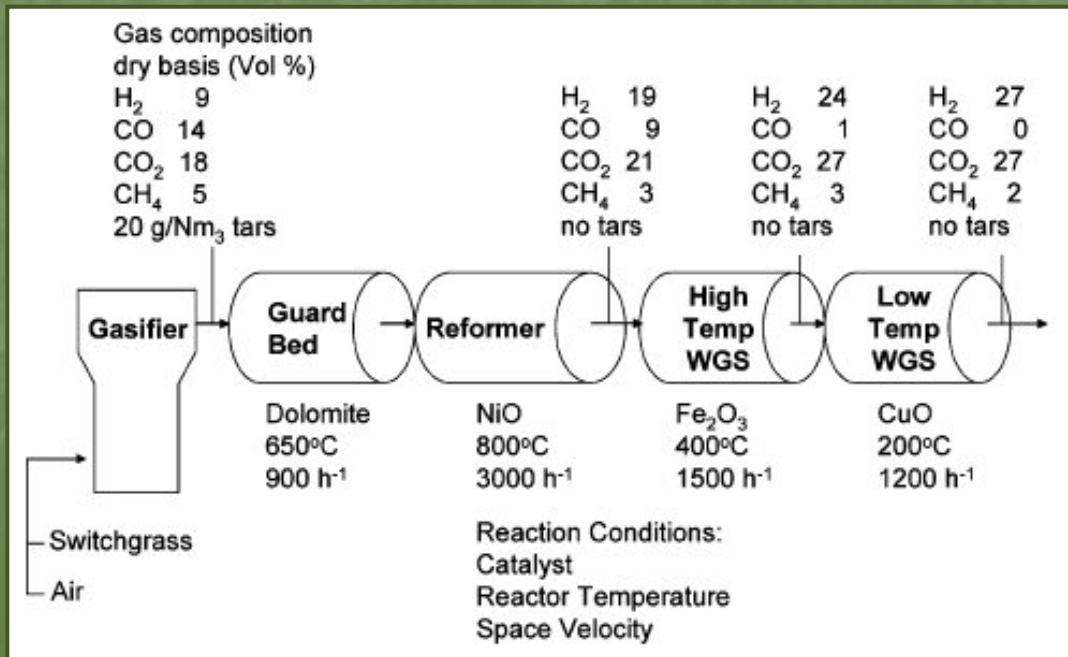 Gas composition
dry basis (Vol %)
H₂ 9
CO 14
CO₂ 18
CH₄ 5
20 g/Nm₃ tars
H₂ 19
CO 9
CO₂ 21
CH₄ 3
no tars
H₂ 24
CO 1
CO₂ 27
CH₄ 3
no tars
H₂ 27
CO 0
CO₂ 27
CH₄ 2
no tars
Gasifier
Guard
Bed
Reformer
High
Temp
WGS
Low
Temp
WGS
Dolomite
650ºC
900 h⁻¹
NiO
800ºC
3000 h⁻¹
Fe₂O₃
400ºC
1500 h⁻¹
CuO
200ºC
1200 h⁻¹
Switchgrass
Air
Reaction Conditions:
Catalyst
Reactor Temperature
Space Velocity